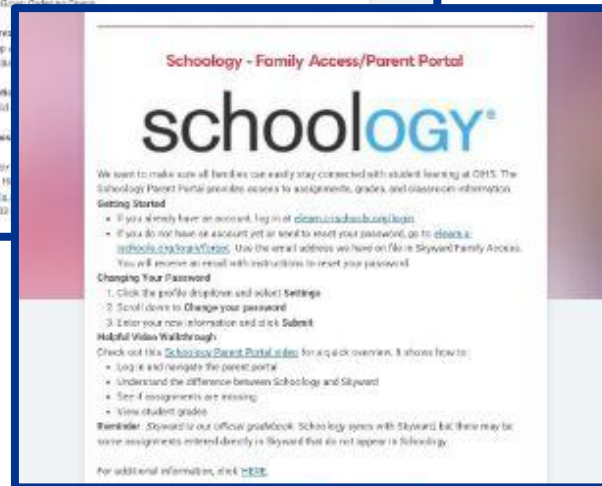 Schoology - Family Access/Parent Portal
schoology®
We want to make sure all families can easily stay connected with student learning at CIHS. The
Schoology Parent Portal provides access to assignments, grades, and classroom information.
Getting Started
• If you already have an account, log in at
• If you do not have an account yet or need to reset your password, go to
Use the email address we have on file in Skyward Family Access.
You will receive an email with instructions to reset your password.
Changing Your Password
1. Click the profile dropdown and select Settings
2. Scroll down to Change your password
3. Enter your new information and click Submit
Helpful Video Walkthrough
Check out this Schoology Parent Portal video for a quick overview. It shows how to:
• Log in and navigate the parent portal
• Understand the difference between Schoology and Skyward
• See if assignments are missing
• View student grades
Reminder: Skyward is our official gradebook. Schoology syncs with Skyward, but there may be
some assignments entered directly in Skyward that do not appear in Schoology.
For additional information, click HERE.